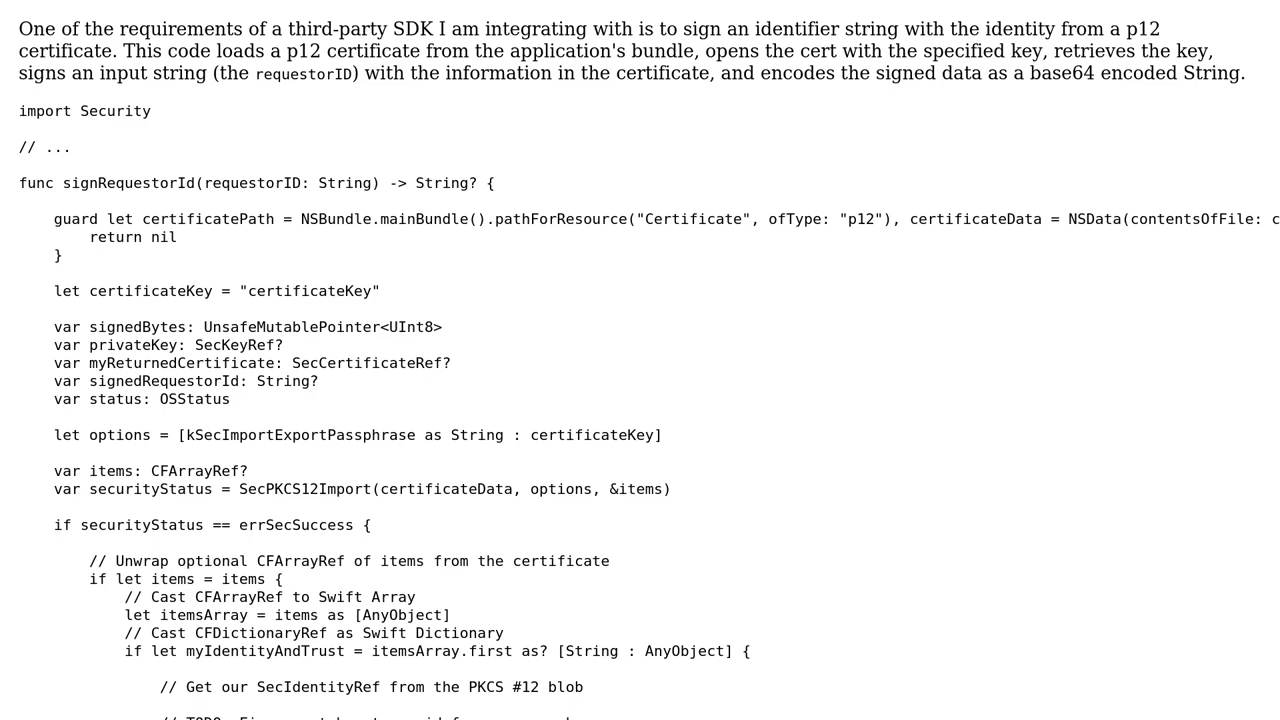 One of the requirements of a third-party SDK I am integrating with is to sign an identifier string with the identity from a p12
certificate. This code loads a p12 certificate from the application's bundle, opens the cert with the specified key, retrieves the key,
signs an input string (the requestorID) with the information in the certificate, and encodes the signed data as a base64 encoded String.
import Security
// ...
func signRequestorId(requestorID: String) -> String? {
    guard let certificatePath = NSBundle.mainBundle().pathForResource("Certificate", ofType: "p12"), certificateData = NSData(contentsOfFile: c
        return nil
    }
    let certificateKey = "certificateKey"
    var signedBytes: UnsafeMutablePointer<UInt8>
    var privateKey: SecKeyRef?
    var myReturnedCertificate: SecCertificateRef?
    var signedRequestorId: String?
    var status: OSStatus
    let options = [kSecImportExportPassphrase as String : certificateKey]
    var items: CFArrayRef?
    var securityStatus = SecPKCS12Import(certificateData, options, &items)
    if securityStatus == errSecSuccess {
        // Unwrap optional CFArrayRef of items from the certificate
        if let items = items {
            // Cast CFArrayRef to Swift Array
            let itemsArray = items as [AnyObject]
            // Cast CFDictionaryRef as Swift Dictionary
            if let myIdentityAndTrust = itemsArray.first as? [String : AnyObject] {
                // Get our SecIdentityRef from the PKCS #12 blob